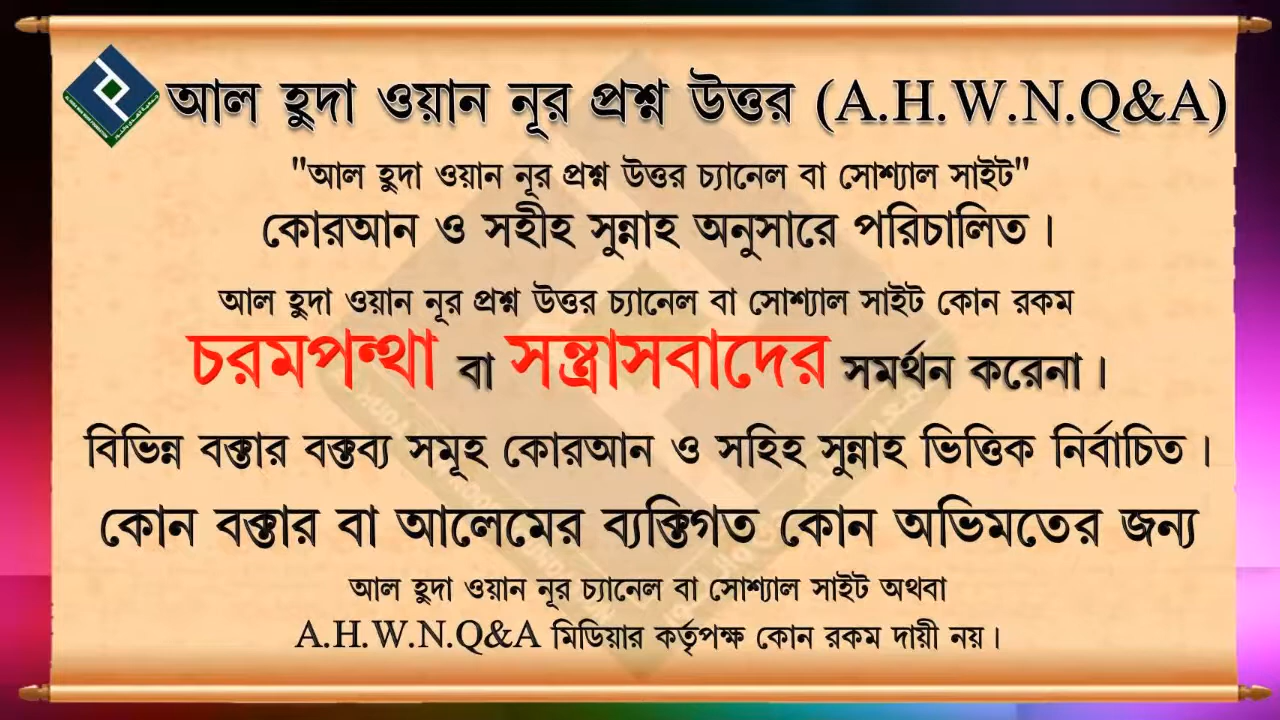 আল হুদা ওয়ান নূর প্রশ্ন উত্তর (A.H.W.N.Q&A)
"আল হুদা ওয়ান নূর প্রশ্ন উত্তর চ্যানেল বা সোশ্যাল সাইট"
কোরআন ও সহীহ সুন্নাহ অনুসারে পরিচালিত।
আল হুদা ওয়ান নূর প্রশ্ন উত্তর চ্যানেল বা সোশ্যাল সাইট কোন রকম
চরমপন্থা বা সন্ত্রাসবাদের সমর্থন করেনা।
বিভিন্ন বক্তার বক্তব্য সমূহ কোরআন ও সহিহ সুন্নাহ ভিত্তিক নির্বাচিত।
কোন বক্তার বা আলেমের ব্যক্তিগত কোন অভিমতের জন্য
আল হুদা ওয়ান নূর চ্যানেল বা সোশ্যাল সাইট অথবা
A.H.W.N.Q&A মিডিয়ার কর্তৃপক্ষ কোন রকম দায়ী নয়।